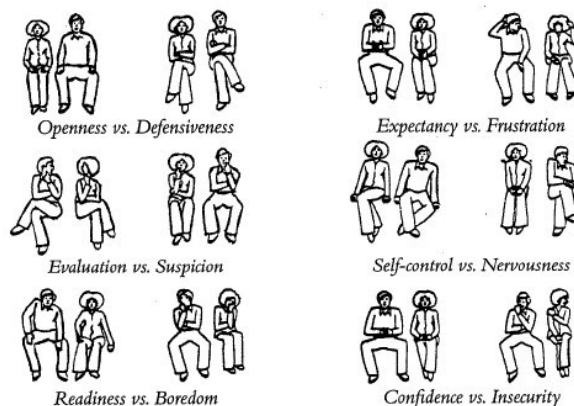 Openness vs. Defensiveness
Expectancy vs. Frustration
Evaluation vs. Suspicion
Self-control vs. Nervousness
Readiness vs. Boredom
Confidence vs. Insecurity